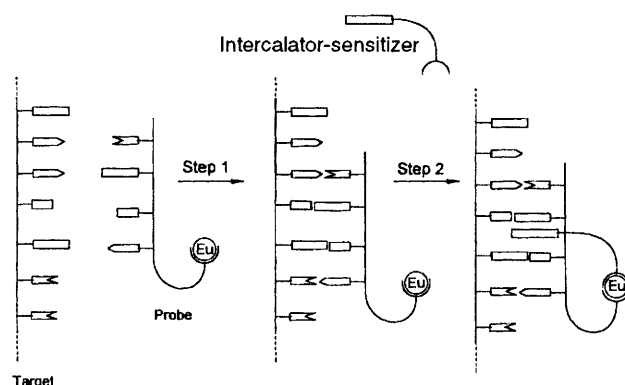 Intercalator-sensitizer
Step 1
Step 2
Eu
Eu
Eu
Probe
Target